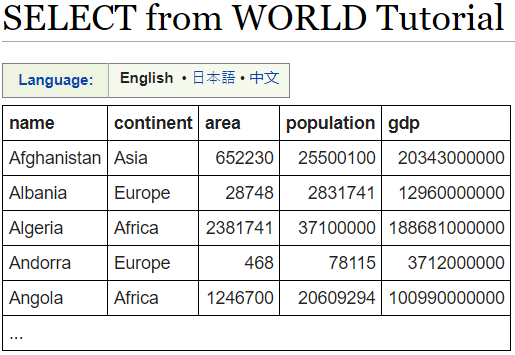 SELECT from WORLD Tutorial
Language: English • 日本語 • 中文
name continent area population gdp
Afghanistan Asia 652230 25500100 20343000000
Albania Europe 28748 2831741 12960000000
Algeria Africa 2381741 37100000 188681000000
Andorra Europe 468 78115 3712000000
Angola Africa 1246700 20609294 100990000000
...